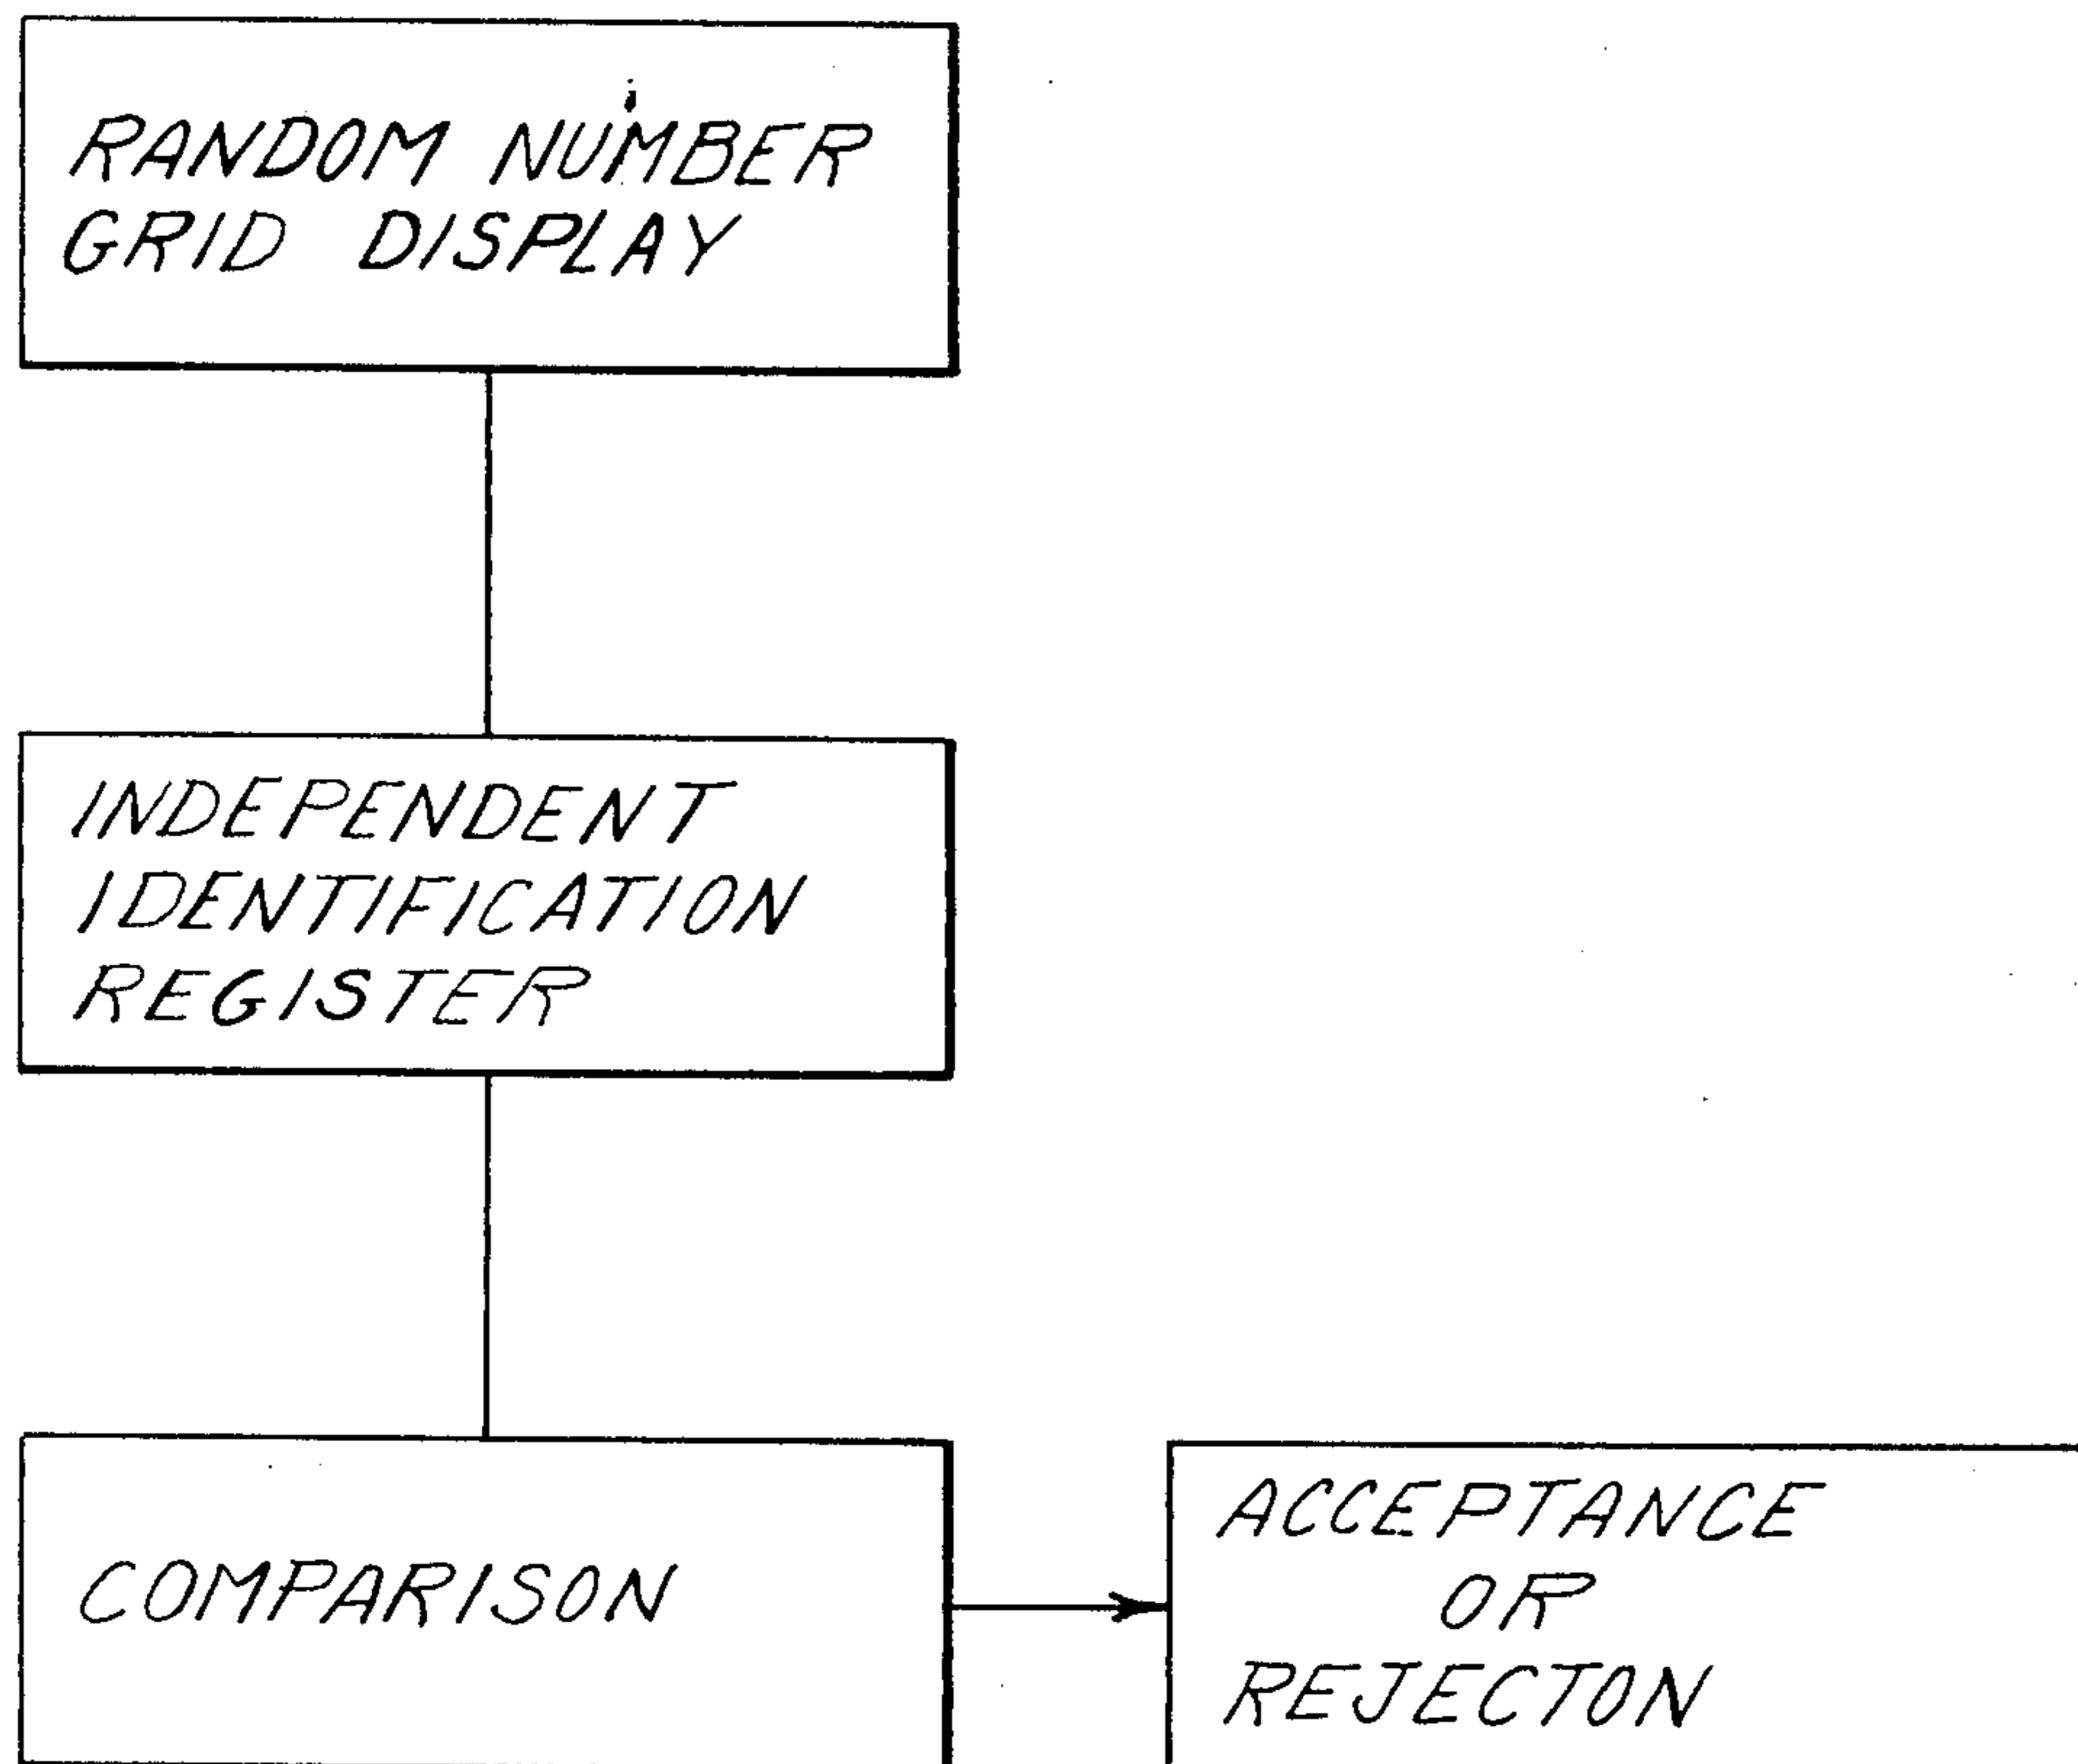 RANDOM NUMBER
GRID DISPLAY
INDEPENDENT
IDENTIFICATION
REGISTER
COMPARISON
ACCEPTANCE
OR
REJECTON